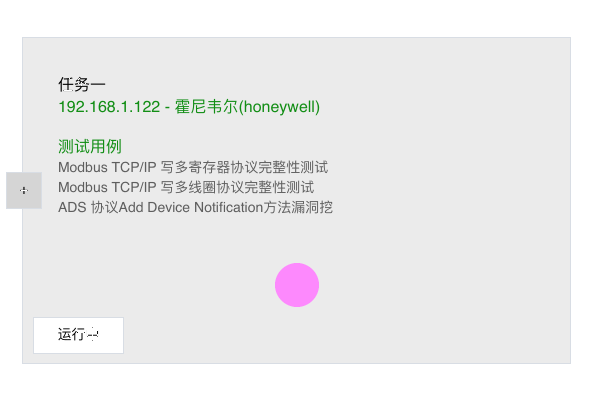 任务一
192.168.1.122 - 霍尼韦尔(honeywell)
测试用例
Modbus TCP/IP 写多寄存器协议完整性测试
Modbus TCP/IP 写多线圈协议完整性测试
ADS 协议Add Device Notification方法漏洞挖
运行